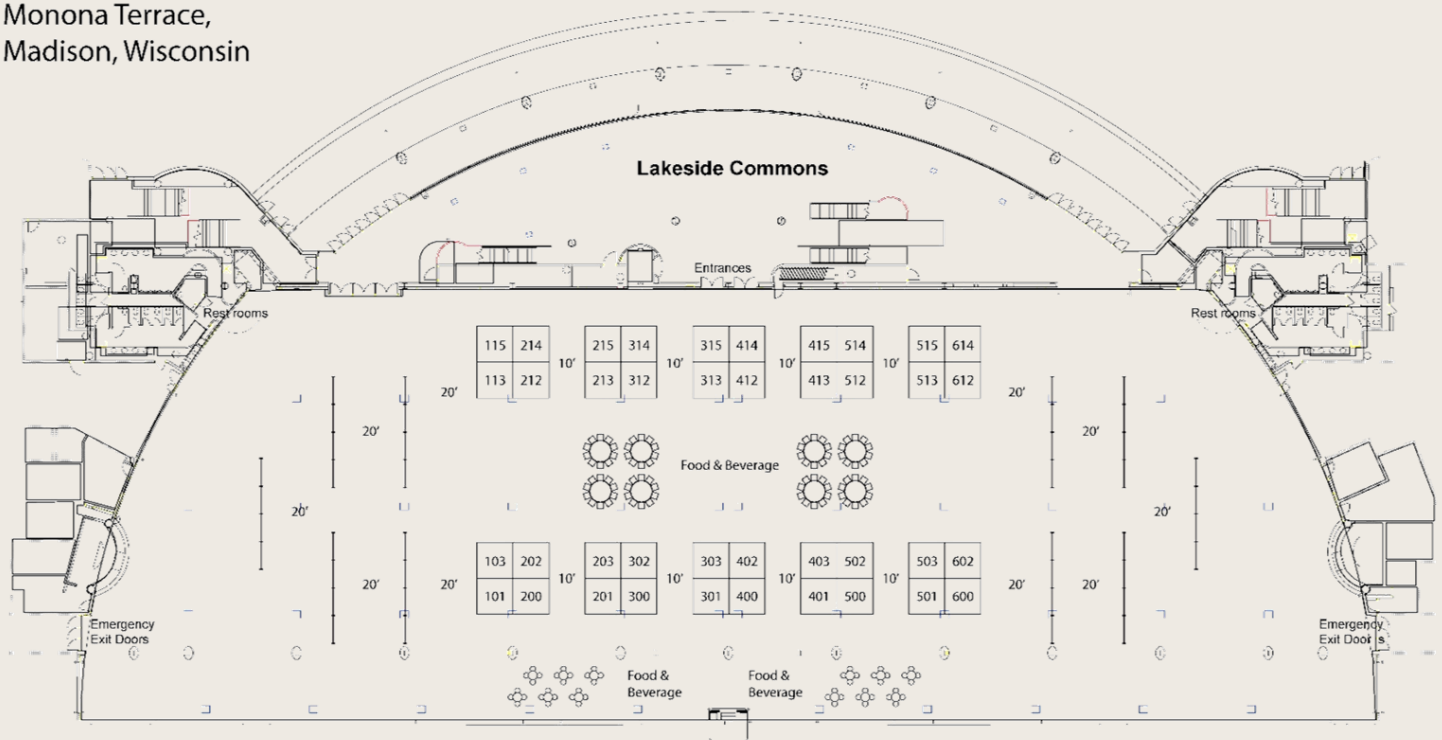 Monona Terrace,
Madison, Wisconsin
Lakeside Commons
Entrances
Rest rooms
Rest rooms
115 214 215 314 315 414 415 514 515 614
10' 10' 10' 10'
113 212 213 312 313 412 413 512 513 612
20' 20'
20' 20'
Food & Beverage
20' 20'
103 202 203 302 303 402 403 502 503 602
20' 20' 10' 10' 10' 10' 20' 20'
101 200 201 300 301 400 401 500 501 600
Emergency
Exit Doors
Emergency
Exit Doors
Food &
Beverage
Food &
Beverage